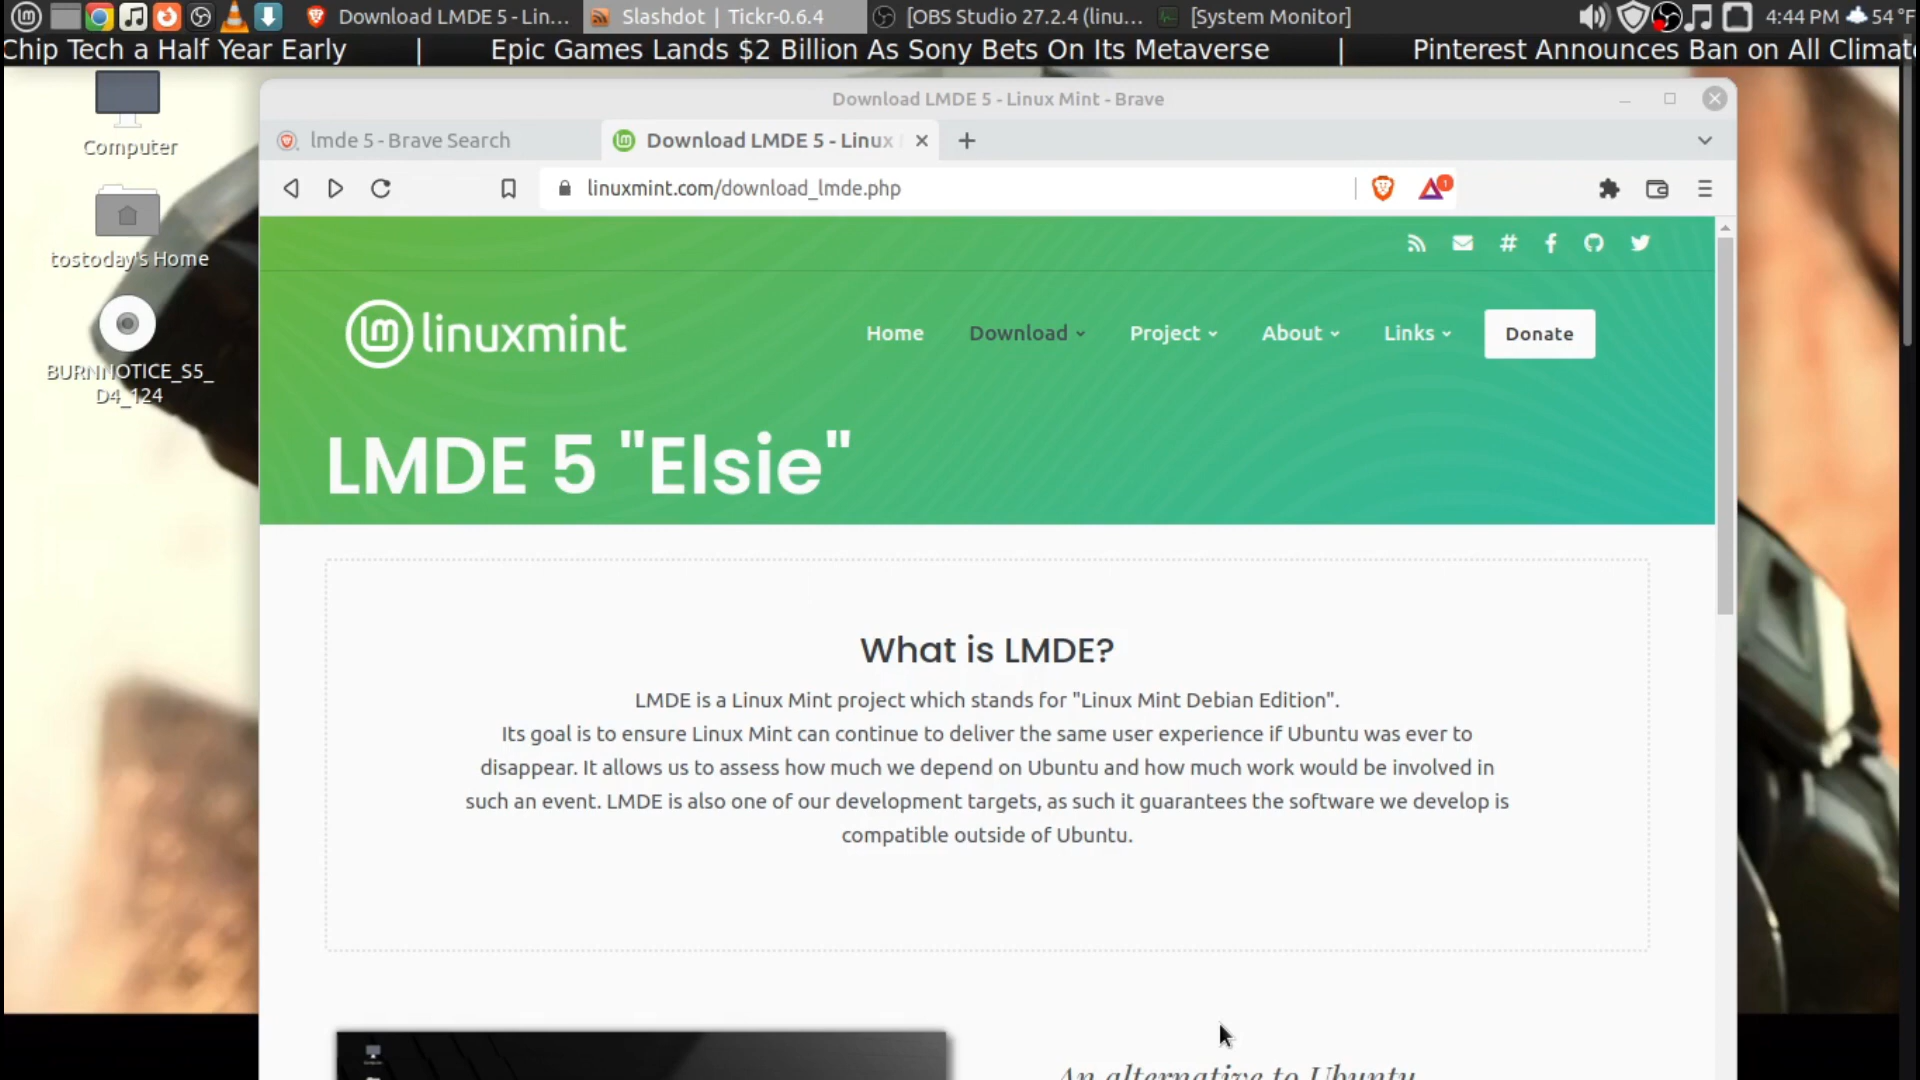 Download LMDE 5 - Lin...
Slashdot | Tickr-0.6.4
[OBS Studio 27.2.4 (linu...
[System Monitor]
4:44 PM
54 °F
Chip Tech a Half Year Early | Epic Games Lands $2 Billion As Sony Bets On Its Metaverse | Pinterest Announces Ban on All Climat
Computer
tostoday's Home
BURNNOTICE_S5_
D4_124
Download LMDE 5 - Linux Mint - Brave
lmde 5 - Brave Search
Download LMDE 5 - Linux
linuxmint.com/download_lmde.php
1
lm linuxmint
Home
Download
Project
About
Links
Donate
LMDE 5 "Elsie"
What is LMDE?
LMDE is a Linux Mint project which stands for "Linux Mint Debian Edition".
Its goal is to ensure Linux Mint can continue to deliver the same user experience if Ubuntu was ever to
disappear. It allows us to assess how much we depend on Ubuntu and how much work would be involved in
such an event. LMDE is also one of our development targets, as such it guarantees the software we develop is
compatible outside of Ubuntu.
An alternative to Ubuntu